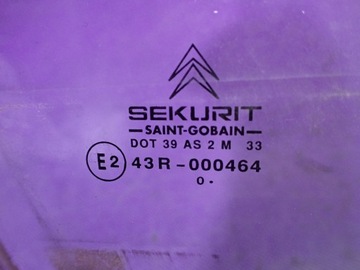 SEKURIT
SAINT-GOBAIN
DOT 39 AS 2 M 33
E2 43R-000464
0.